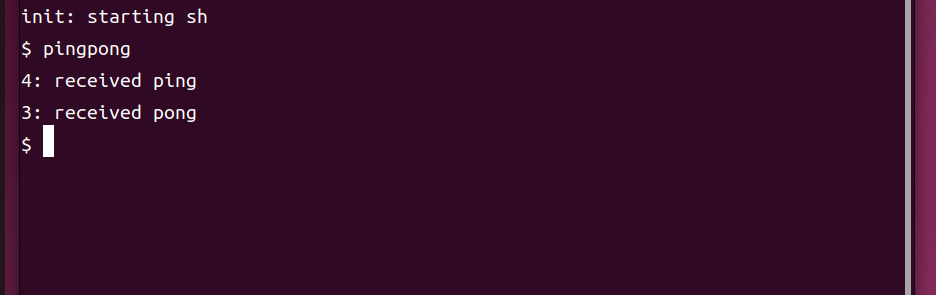 init: starting sh
$ pingpong
4: received ping
3: received pong
$